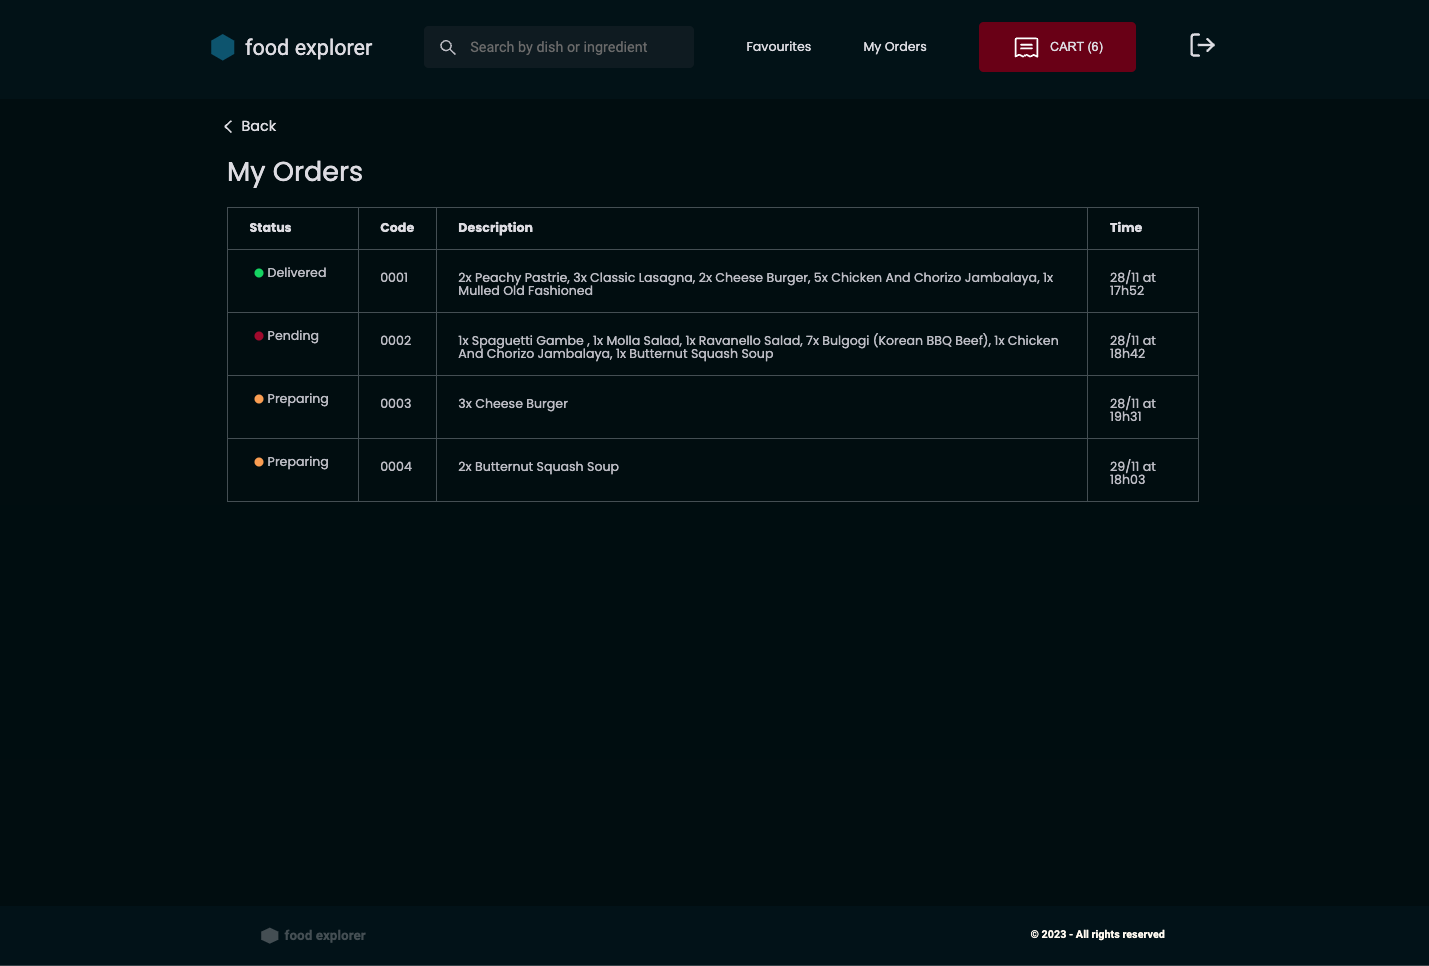 food explorer
Search by dish or ingredient
Favourites
My Orders
CART (6)
Back
My Orders
Status Code Description Time
Delivered 0001 2x Peachy Pastrie, 3x Classic Lasagna, 2x Cheese Burger, 5x Chicken And Chorizo Jambalaya, 1x 28/11 at
Mulled Old Fashioned 17h52
Pending 0002 1x Spaguetti Gambe , 1x Molla Salad, 1x Ravanello Salad, 7x Bulgogi (Korean BBQ Beef), 1x Chicken 28/11 at
And Chorizo Jambalaya, 1x Butternut Squash Soup 18h42
Preparing 0003 3x Cheese Burger 28/11 at
19h31
Preparing 0004 2x Butternut Squash Soup 29/11 at
18h03
food explorer
© 2023 - All rights reserved